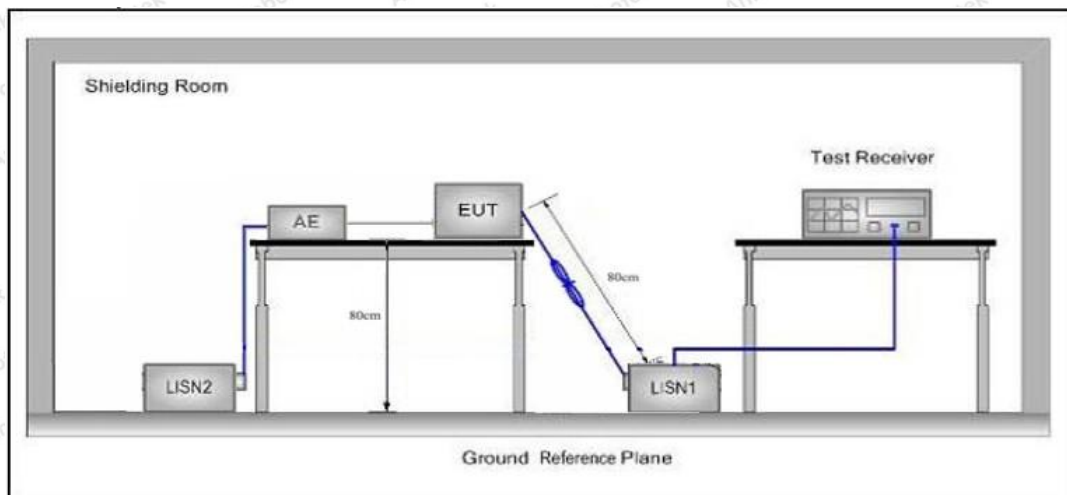 Shielding Room
Test Receiver
EUT
AE
80cm
80cm
LISN2
LISN1
Ground Reference Plane